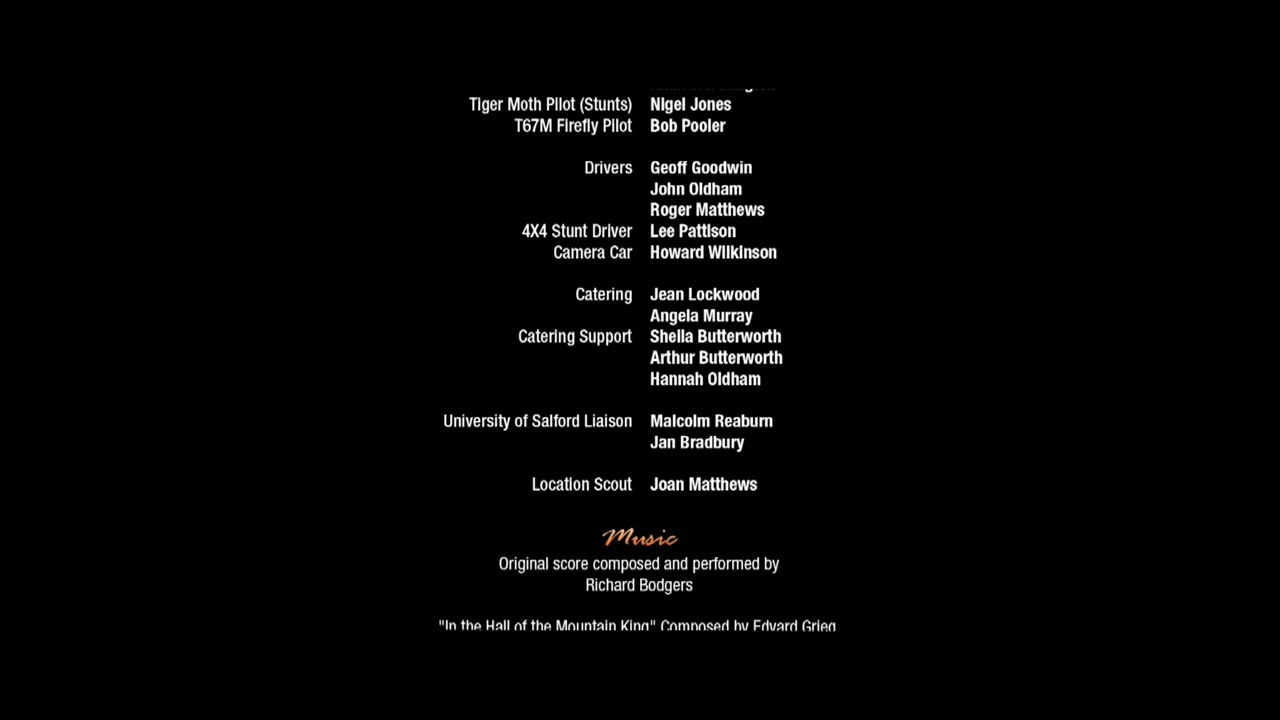 Tiger Moth Pilot (Stunts) Nigel Jones
T67M Firefly Pilot Bob Pooler
Drivers Geoff Goodwin
John Oldham
Roger Matthews
4X4 Stunt Driver Lee Pattison
Camera Car Howard Wilkinson
Catering Jean Lockwood
Angela Murray
Catering Support Sheila Butterworth
Arthur Butterworth
Hannah Oldham
University of Salford Liaison Malcolm Reaburn
Jan Bradbury
Location Scout Joan Matthews
Music
Original score composed and performed by
Richard Bodgers
"In the Hall of the Mountain King" Composed by Edvard Grieg